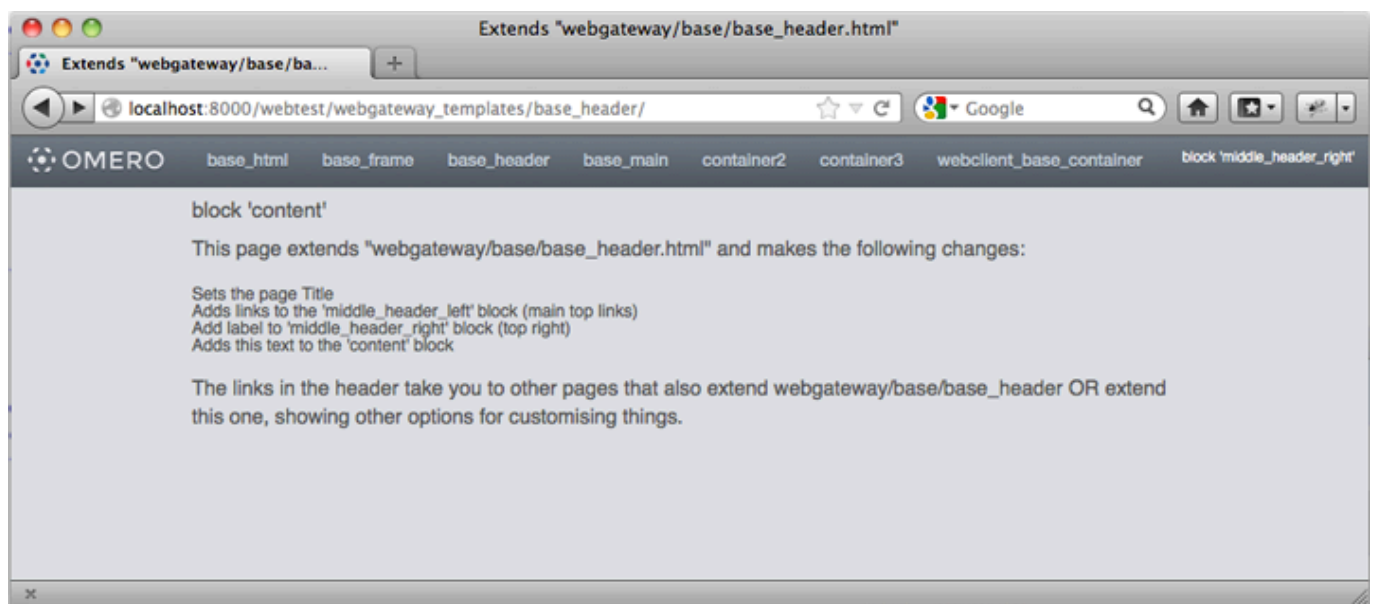 Extends "webgateway/base/base_header.html"
Extends "webgateway/base/ba...
localhost:8000/webtest/webgateway_templates/base_header/ Google
OMERO base_html base_frame base_header base_main container2 container3 webclient_base_container block 'middle_header_right'
block 'content'
This page extends "webgateway/base/base_header.html" and makes the following changes:
Sets the page Title
Adds links to the 'middle_header_left' block (main top links)
Add label to 'middle_header_right' block (top right)
Adds this text to the 'content' block
The links in the header take you to other pages that also extend webgateway/base/base_header OR extend
this one, showing other options for customising things.